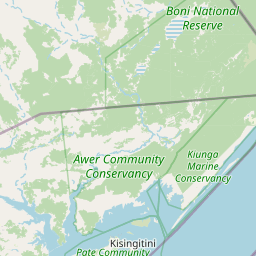 Boni National
Reserve
Awer Community
Conservancy
Kiunga
Marine
Conservancy
Kisingitini
Pate Community